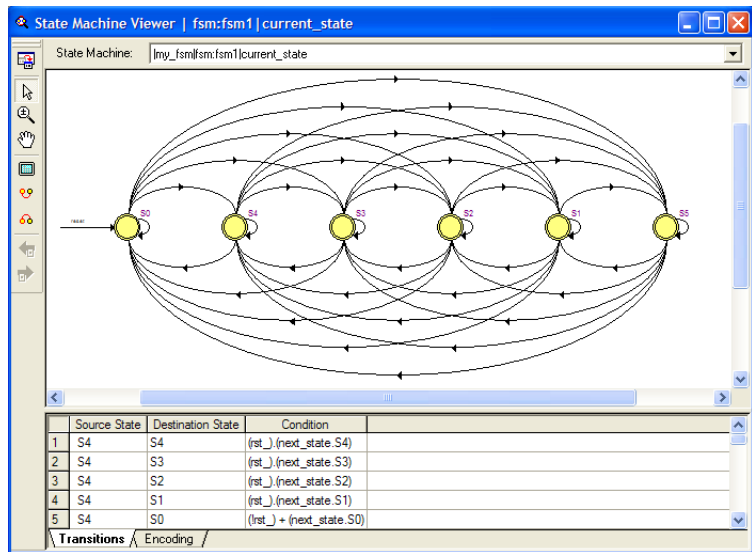 State Machine Viewer | fsm:fsm1|current_state
State Machine: |my_fsm|fsm:fsm1|current_state
reset
S0 S4 S3 S2 S1 S5
Source State Destination State Condition
1 S4 S4 (rst_).(next_state.S4)
2 S4 S3 (rst_).(next_state.S3)
3 S4 S2 (rst_).(next_state.S2)
4 S4 S1 (rst_).(next_state.S1)
5 S4 S0 (!rst_) + (next_state.S0)
Transitions Encoding